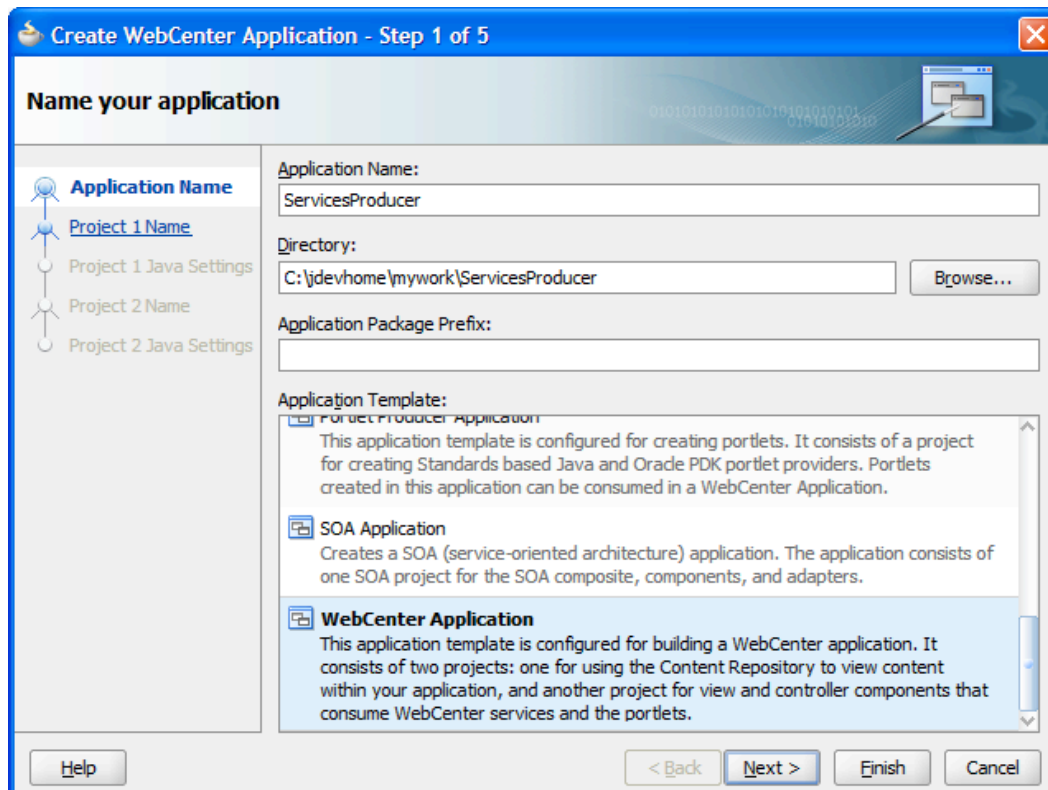 Create WebCenter Application - Step 1 of 5
Name your application
01010101010101010101010101
01010101010
Application Name
Project 1 Name
Project 1 Java Settings
Project 2 Name
Project 2 Java Settings
Application Name:
ServicesProducer
Directory:
C:\jdevhome\mywork\ServicesProducer
Browse...
Application Package Prefix:
Application Template:
Portlet Producer Application
This application template is configured for creating portlets. It consists of a project
for creating Standards based Java and Oracle PDK portlet providers. Portlets
created in this application can be consumed in a WebCenter Application.
SOA Application
Creates a SOA (service-oriented architecture) application. The application consists of
one SOA project for the SOA composite, components, and adapters.
WebCenter Application
This application template is configured for building a WebCenter application. It
consists of two projects: one for using the Content Repository to view content
within your application, and another project for view and controller components that
consume WebCenter services and the portlets.
Help
< Back
Next >
Finish
Cancel